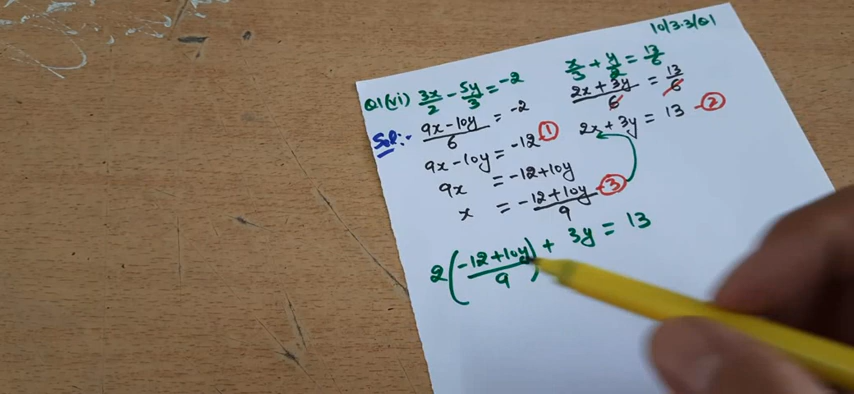 10/3.3/Q1
Q1(vi) 3x/2 - 5y/3 = -2
x/3 + y/2 = 13/6
Sol:-
(9x-10y)/6 = -2
(2x+3y)/6 = 13/6
9x-10y = -12 ①
2x+3y = 13 -②
9x = -12+10y
x = (-12+10y)/9 -③
2((-12+10y)/9) + 3y = 13